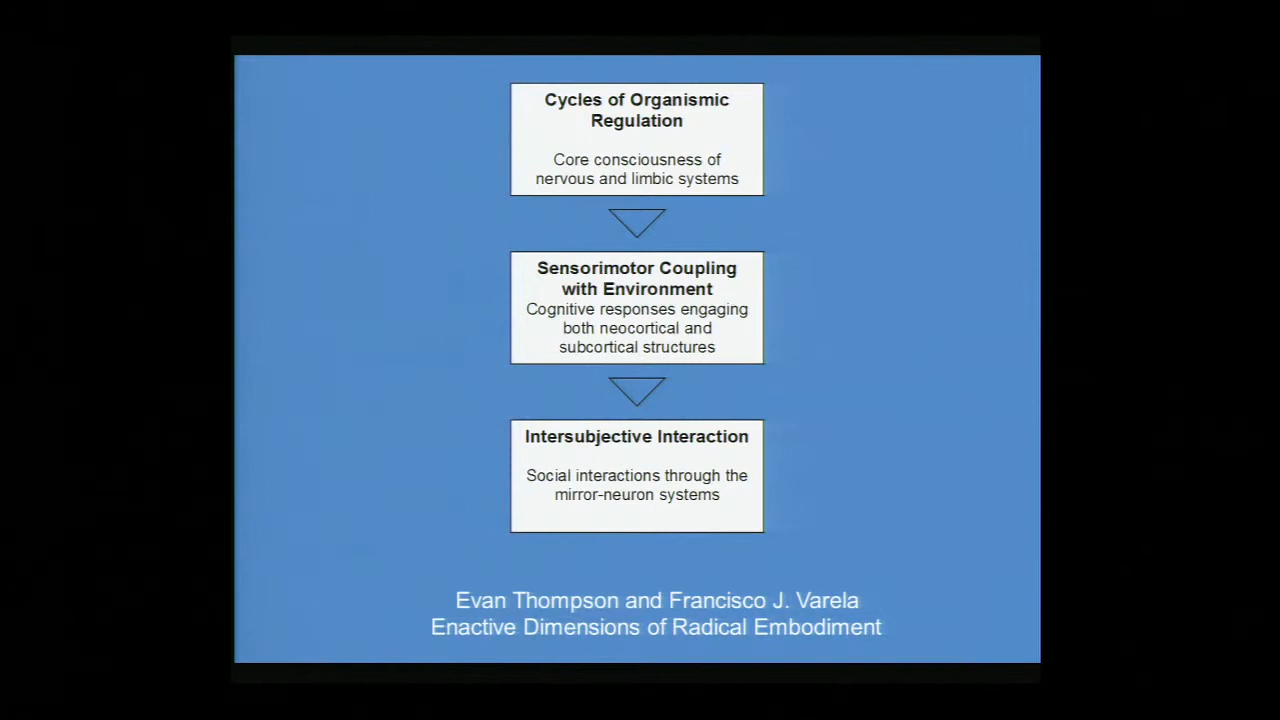 Cycles of Organismic
Regulation
Core consciousness of
nervous and limbic systems
Sensorimotor Coupling
with Environment
Cognitive responses engaging
both neocortical and
subcortical structures
Intersubjective Interaction
Social interactions through the
mirror-neuron systems
Evan Thompson and Francisco J. Varela
Enactive Dimensions of Radical Embodiment